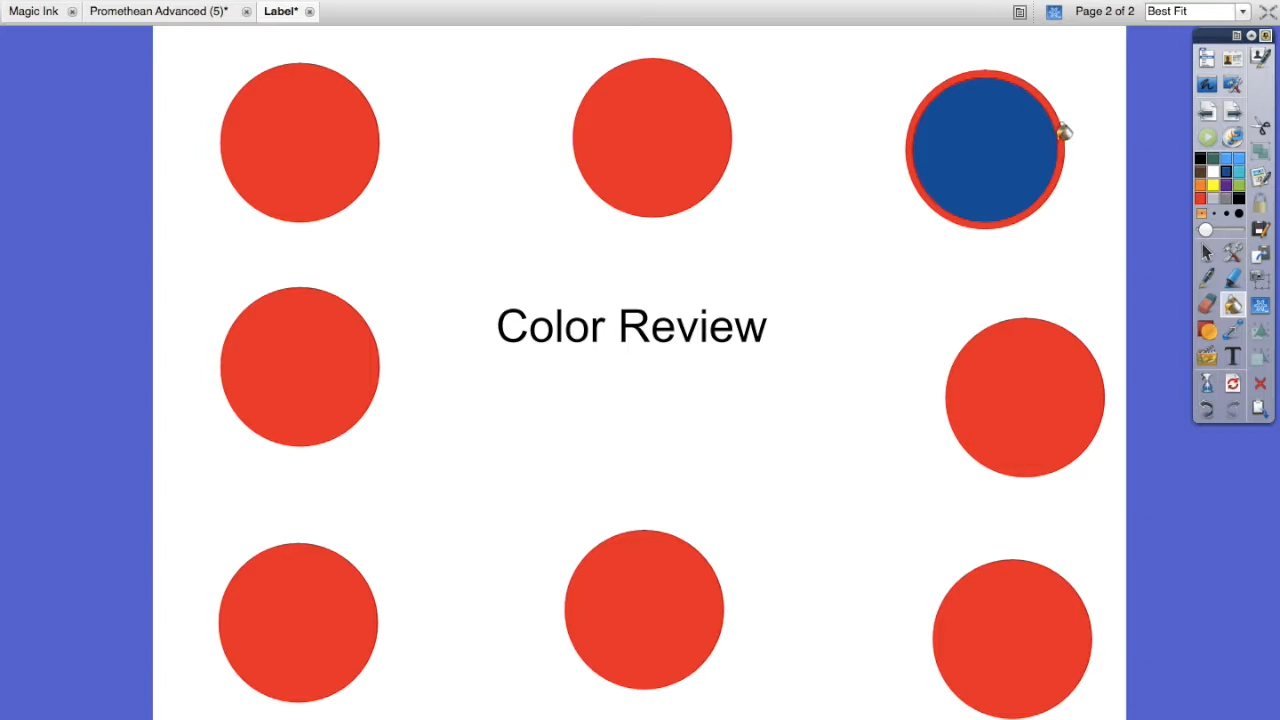 Magic Ink
Promethean Advanced (5)*
Label*
Page 2 of 2
Best Fit
Color Review
T